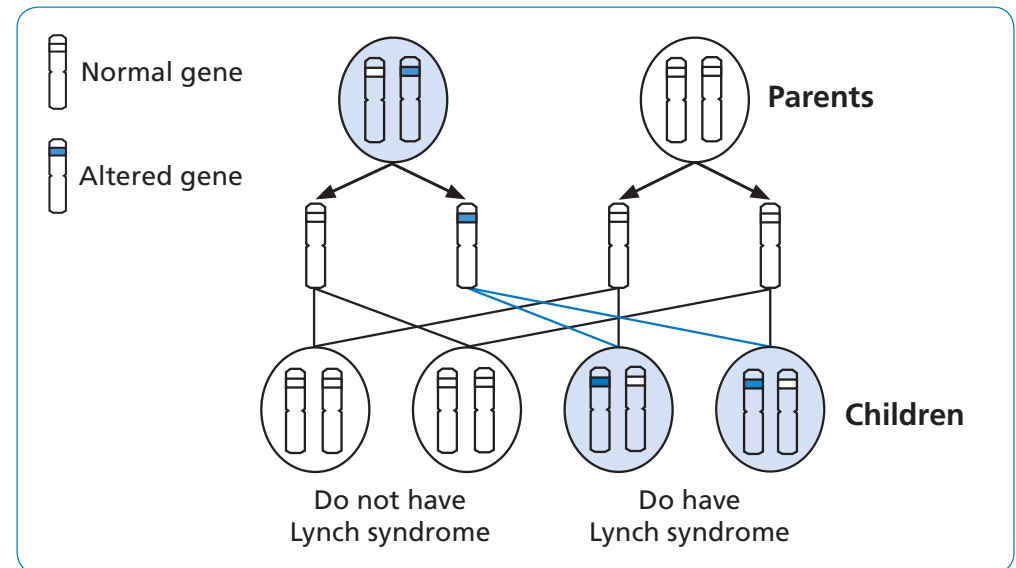 Normal gene
Parents
Altered gene
Children
Do not have
Lynch syndrome
Do have
Lynch syndrome